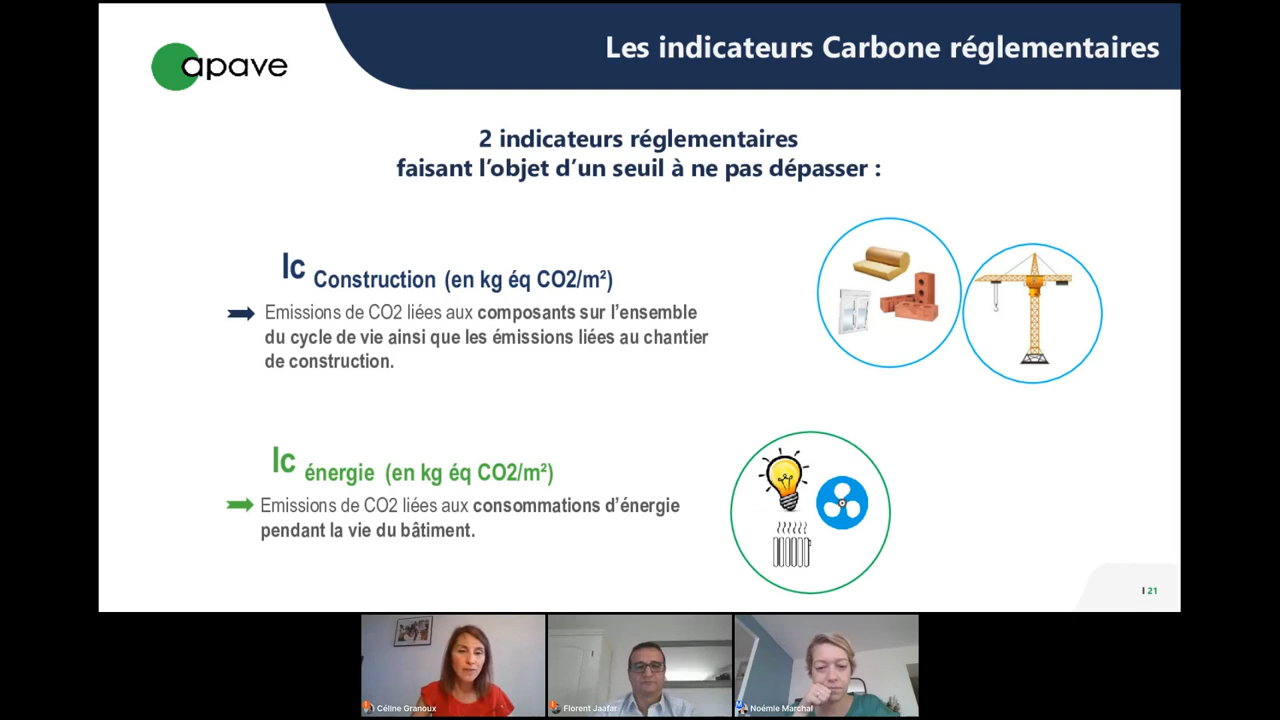 apave
Les indicateurs Carbone réglementaires
2 indicateurs réglementaires
faisant l’objet d’un seuil à ne pas dépasser :
Ic Construction (en kg éq CO2/m²)
Emissions de CO2 liées aux composants sur l’ensemble
du cycle de vie ainsi que les émissions liées au chantier
de construction.
Ic énergie (en kg éq CO2/m²)
Emissions de CO2 liées aux consommations d’énergie
pendant la vie du bâtiment.
I 21
Céline Granoux
Florent Jaafar
Noémie Marchal